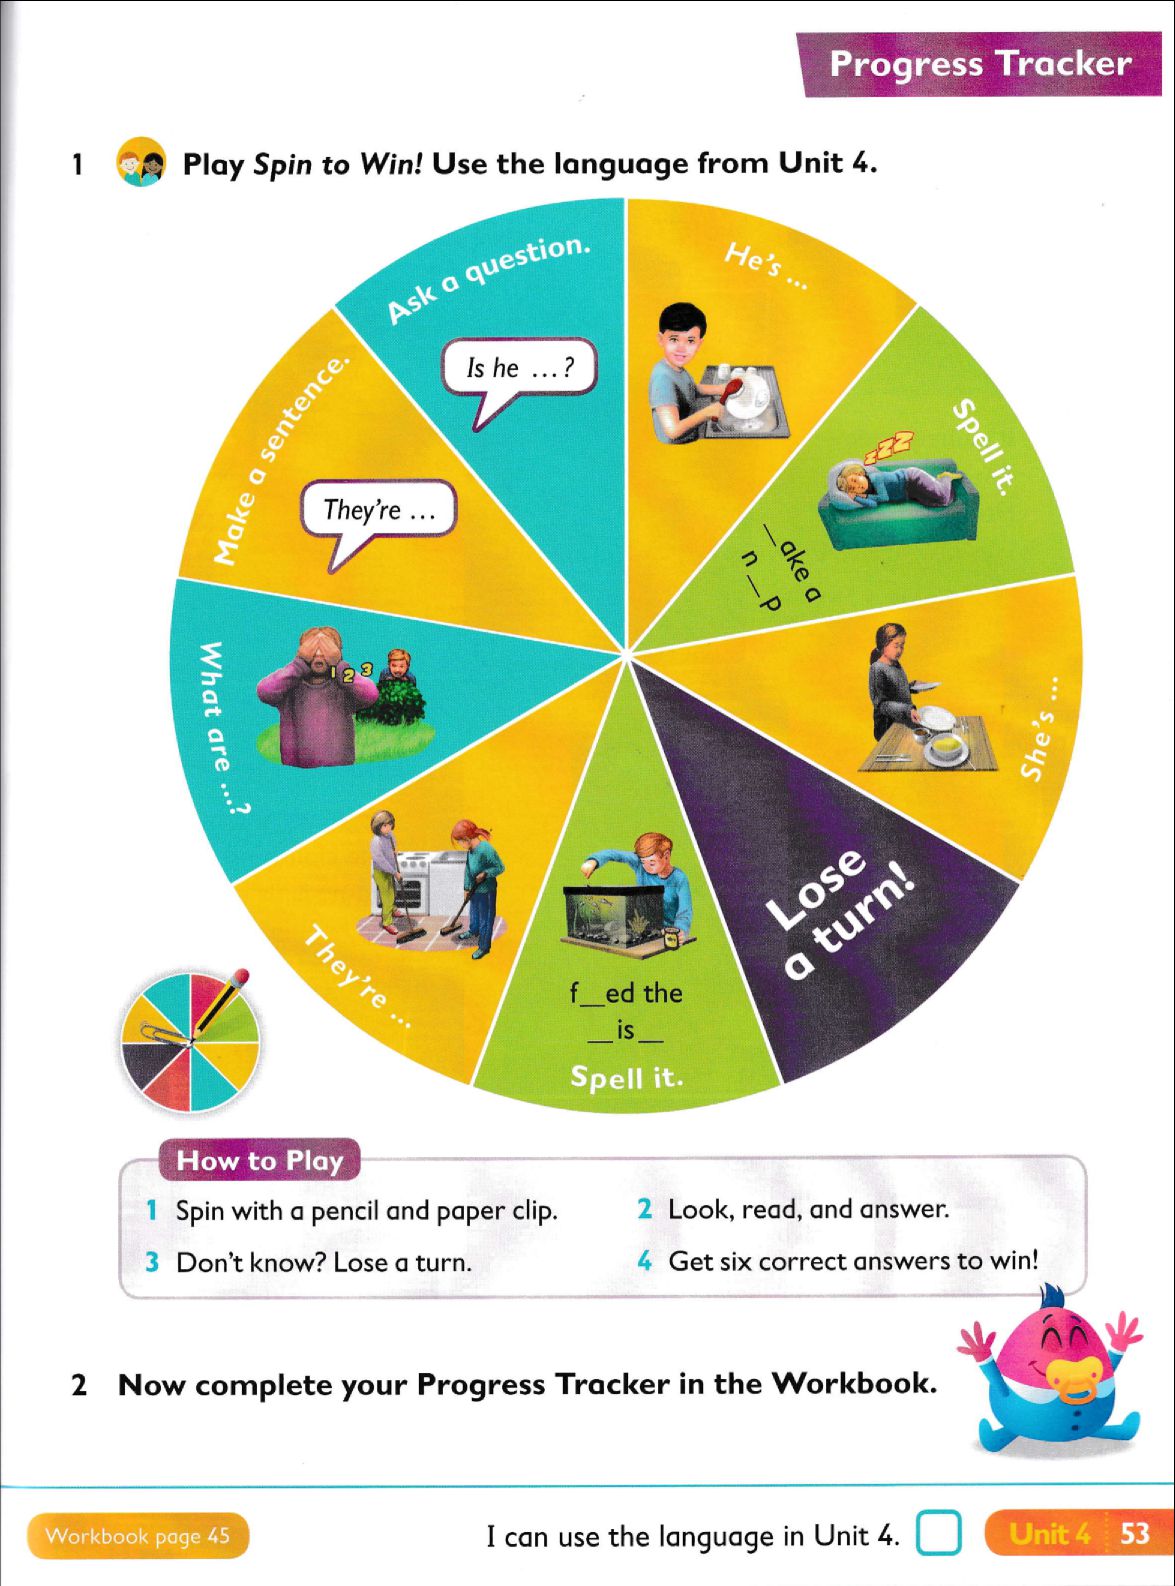 Progress Tracker
1 Play Spin to Win! Use the language from Unit 4.
Ask a question.
Is he ...?
He's ...
Spell it.
zzz
__ake a
n__p
She's ...
Lose
a turn!
f__ed the
__is__
Spell it.
They're ...
What are ...?
1 2 3
Make a sentence.
They're ...
How to Play
1 Spin with a pencil and paper clip.
2 Look, read, and answer.
3 Don't know? Lose a turn.
4 Get six correct answers to win!
2 Now complete your Progress Tracker in the Workbook.
Workbook page 45
I can use the language in Unit 4.
Unit 4 53